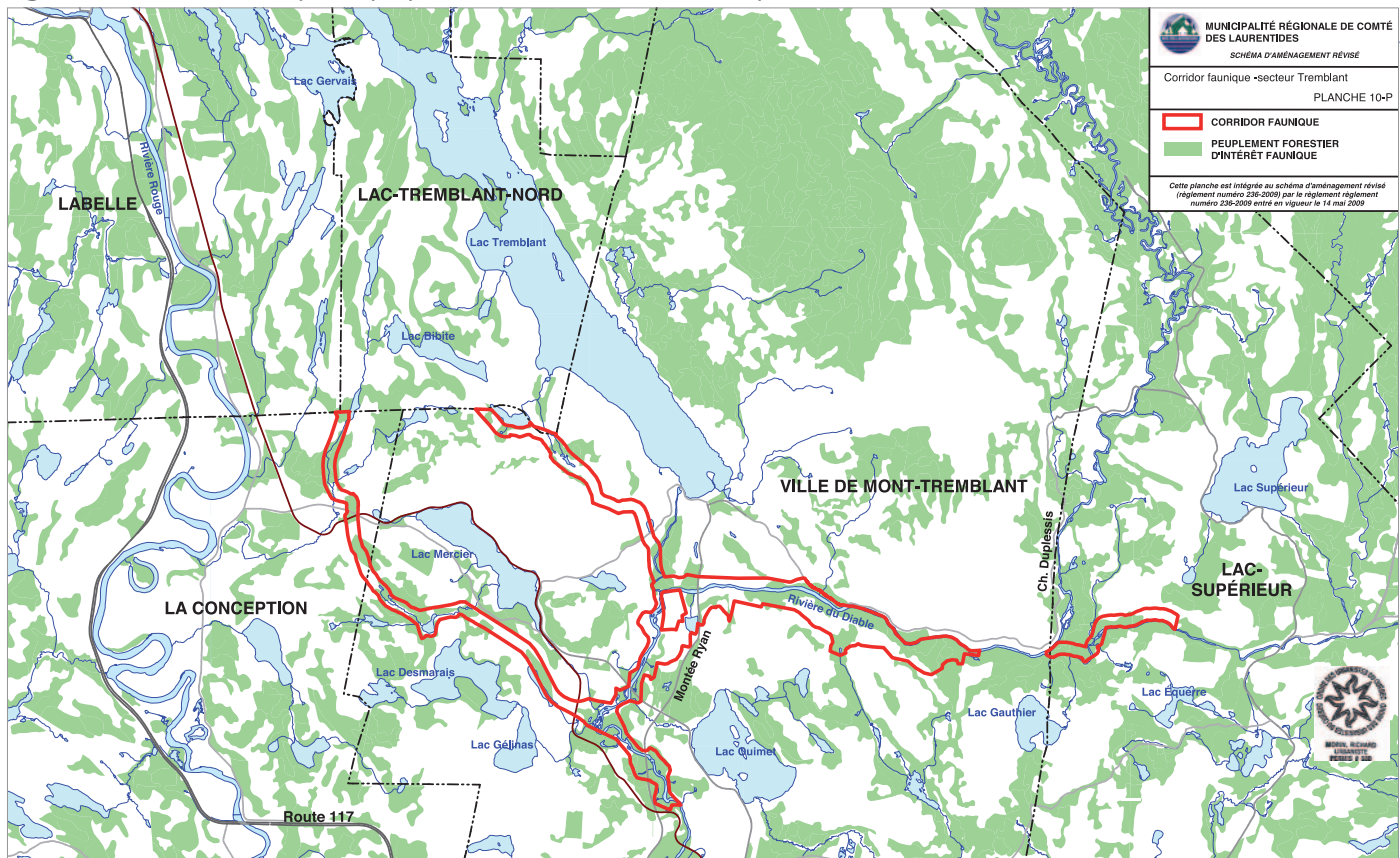 MUNICIPALITÉ RÉGIONALE DE COMTÉ
DES LAURENTIDES
SCHÉMA D'AMÉNAGEMENT RÉVISÉ
Corridor faunique -secteur Tremblant
PLANCHE 10-P
CORRIDOR FAUNIQUE
PEUPLEMENT FORESTIER
D'INTÉRÊT FAUNIQUE
Cette planche est intégrée au schéma d'aménagement révisé
(règlement numéro 236-2009) par le règlement règlement
numéro 236-2009 entré en vigueur le 14 mai 2009
Lac Gervais
Rivière Rouge
LABELLE
LAC-TREMBLANT-NORD
Lac Tremblant
Lac Bibite
VILLE DE MONT-TREMBLANT
Lac Supérieur
Ch. Duplessis
Lac Mercier
LAC-
SUPÉRIEUR
LA CONCEPTION
Rivière du Diable
Montée Ryan
Lac Desmarais
Lac Équerre
Lac Gauthier
Lac Gélinas
Lac Ouimet
Route 117
RICHARD
URBANISTE